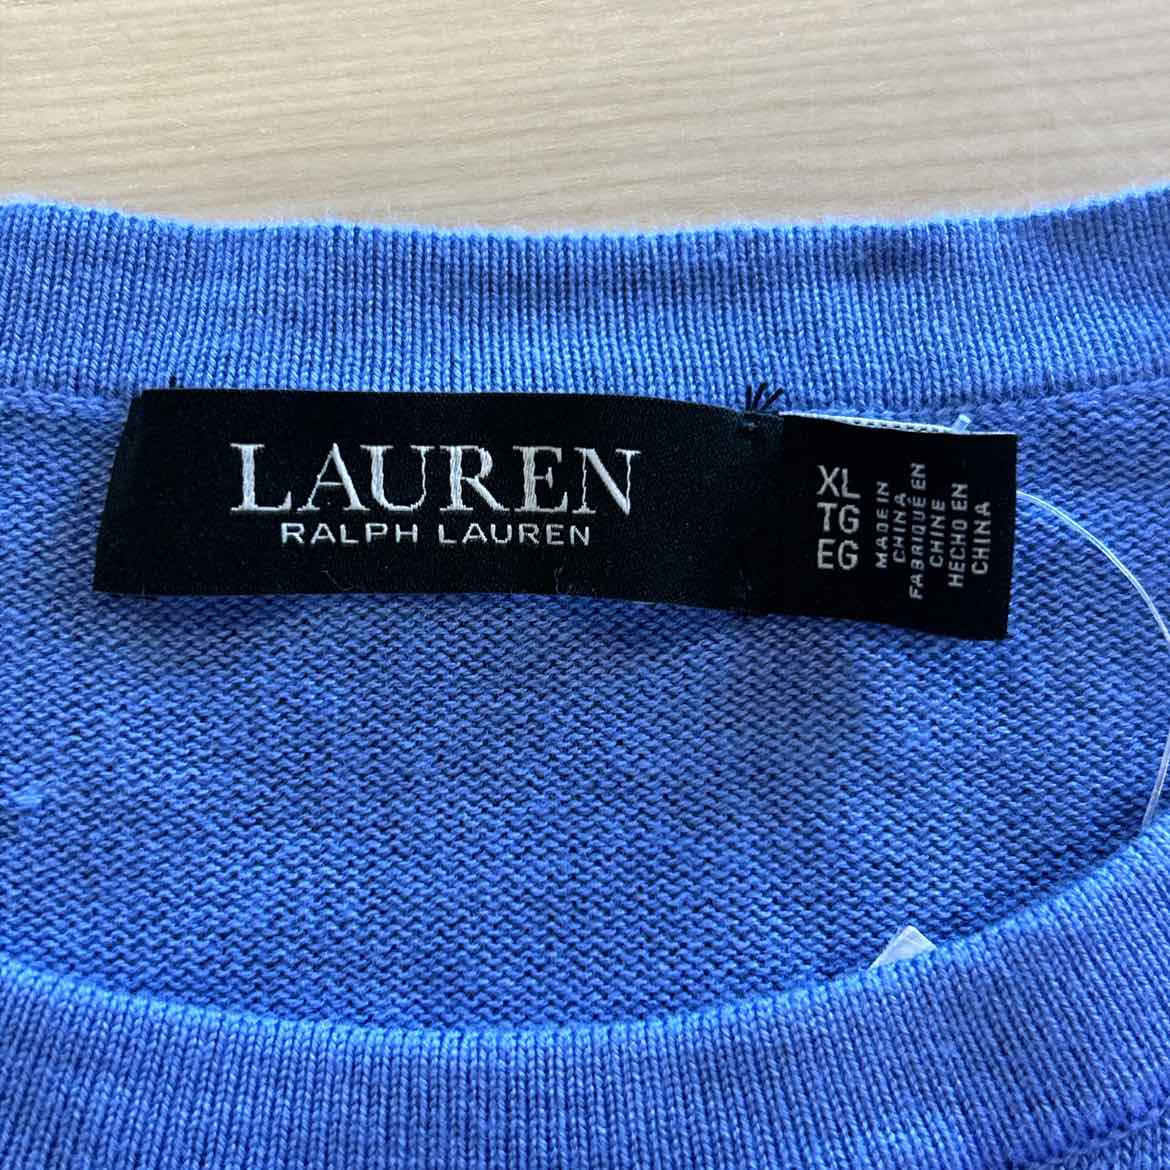 LAUREN
RALPH LAUREN
XL
TG
EG
MADE IN
CHINA
FABRIQUÉ EN
CHINE
HECHO EN
CHINA